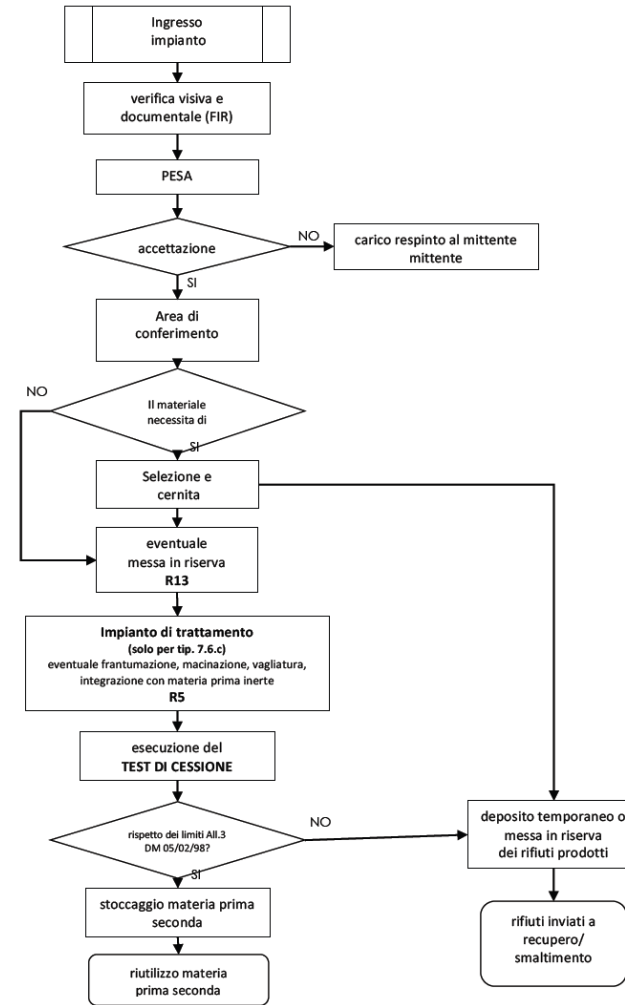 Ingresso
impianto
verifica visiva e
documentale (FIR)
PESA
accettazione
NO
carico respinto al mittente
mittente
SI
Area di
conferimento
NO
Il materiale
necessita di
SI
Selezione e
cernita
eventuale
messa in riserva
R13
Impianto di trattamento
(solo per tip. 7.6.c)
eventuale frantumazione, macinazione, vagliatura,
integrazione con materia prima inerte
R5
esecuzione del
TEST DI CESSIONE
rispetto dei limiti All.3
DM 05/02/98?
NO
deposito temporaneo o
messa in riserva
dei rifiuti prodotti
SI
stoccaggio materia prima
seconda
rifiuti inviati a
recupero/
smaltimento
riutilizzo materia
prima seconda